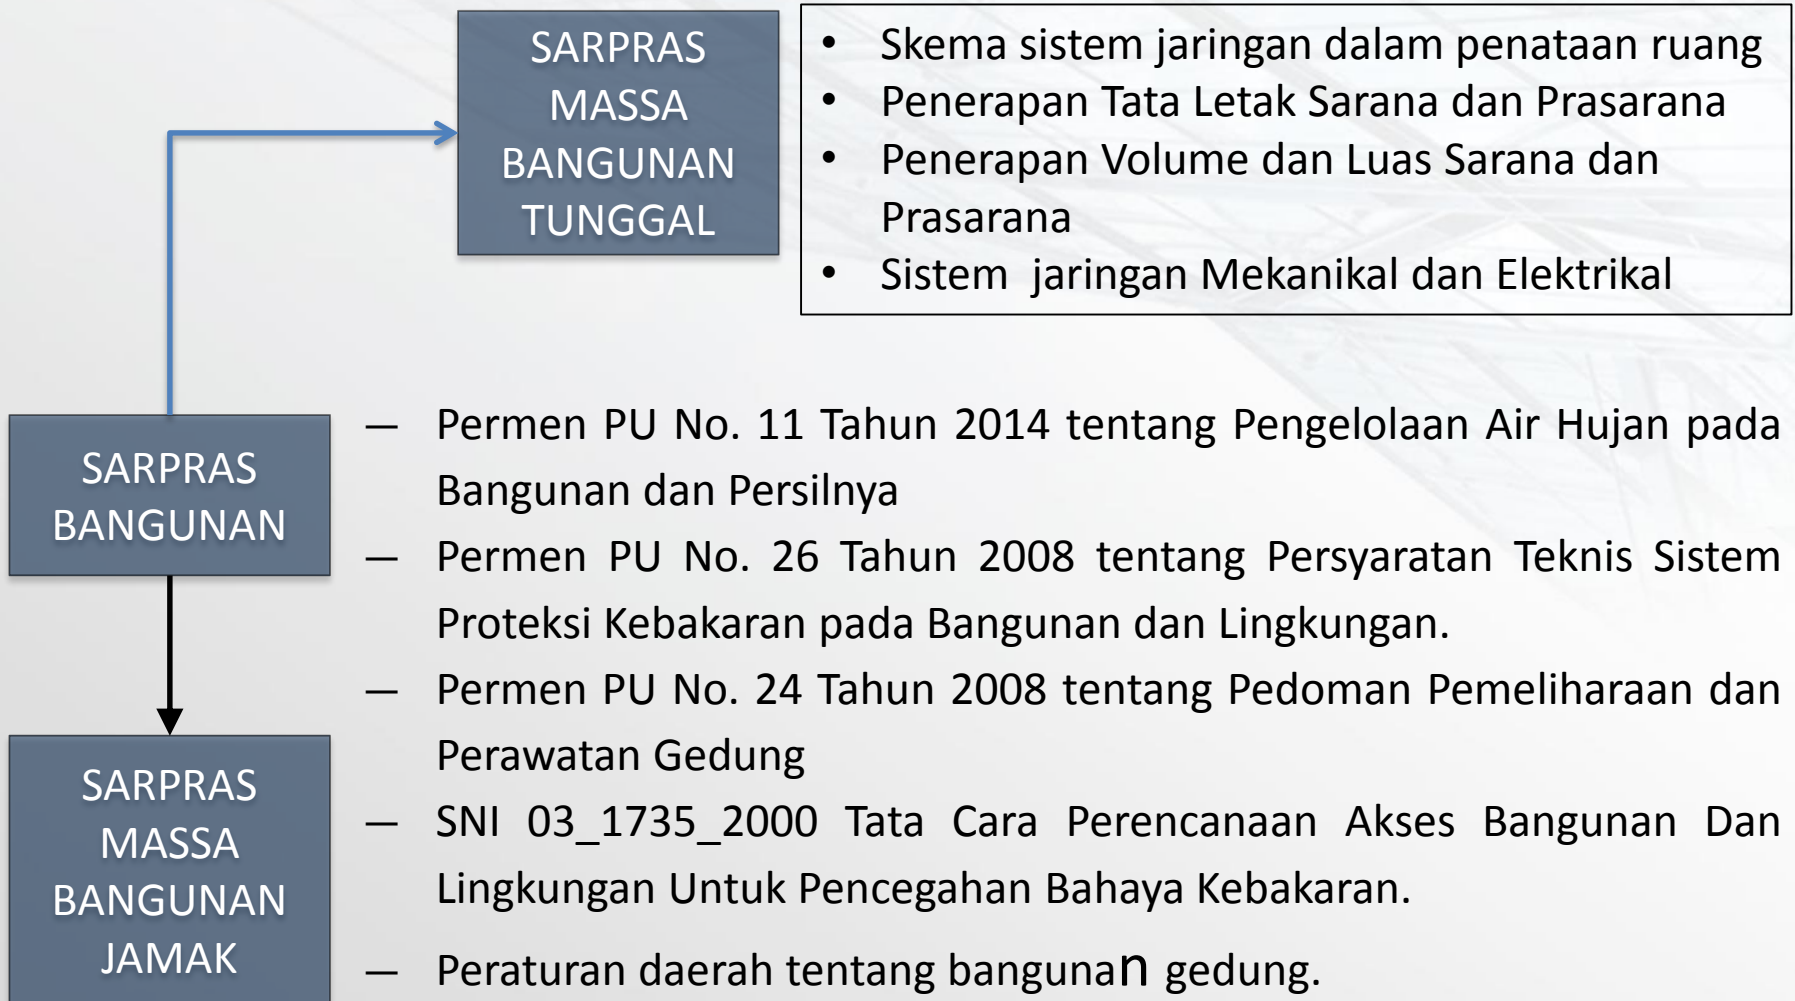 SARPRAS
MASSA
BANGUNAN
TUNGGAL
• Skema sistem jaringan dalam penataan ruang
• Penerapan Tata Letak Sarana dan Prasarana
• Penerapan Volume dan Luas Sarana dan
Prasarana
• Sistem jaringan Mekanikal dan Elektrikal
SARPRAS
BANGUNAN
— Permen PU No. 11 Tahun 2014 tentang Pengelolaan Air Hujan pada
Bangunan dan Persilnya
— Permen PU No. 26 Tahun 2008 tentang Persyaratan Teknis Sistem
Proteksi Kebakaran pada Bangunan dan Lingkungan.
— Permen PU No. 24 Tahun 2008 tentang Pedoman Pemeliharaan dan
Perawatan Gedung
— SNI 03_1735_2000 Tata Cara Perencanaan Akses Bangunan Dan
Lingkungan Untuk Pencegahan Bahaya Kebakaran.
— Peraturan daerah tentang bangunan gedung.
SARPRAS
MASSA
BANGUNAN
JAMAK